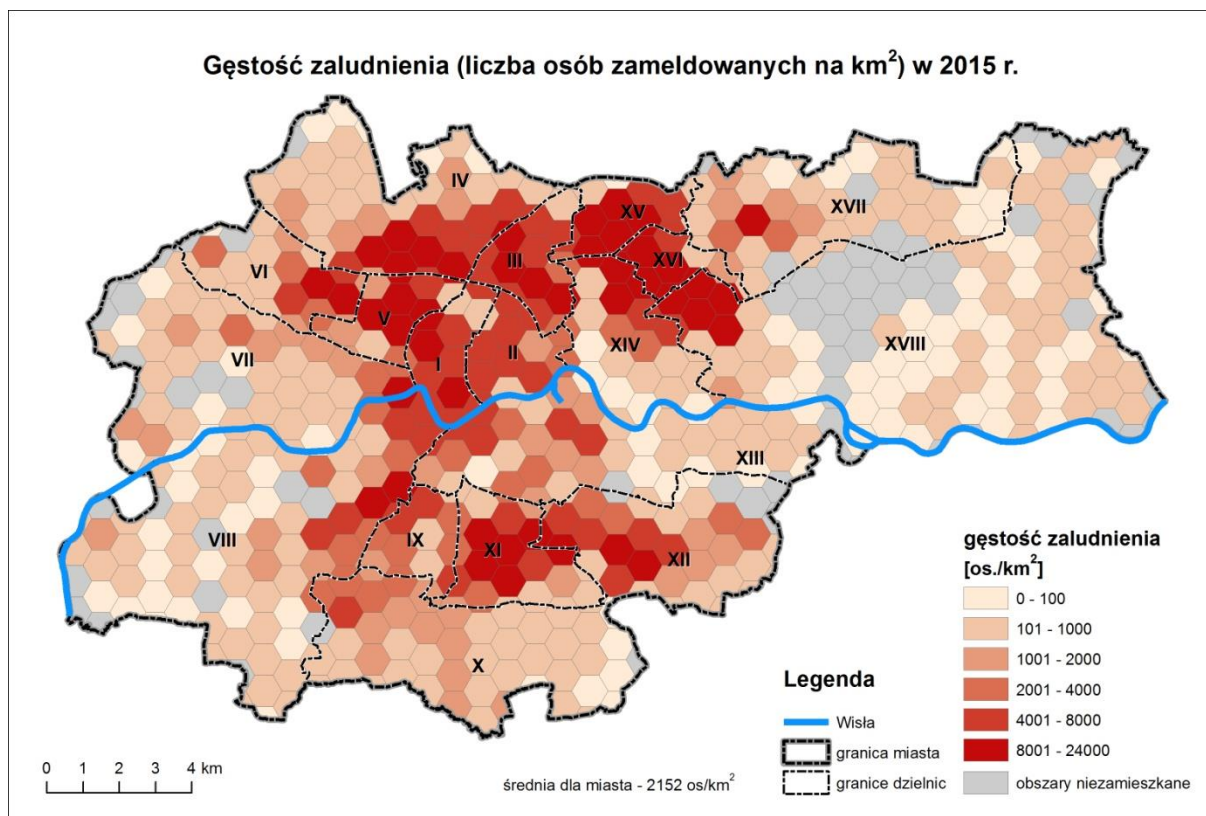 Gęstość zaludnienia (liczba osób zameldowanych na km²) w 2015 r.
IV
XV
XVII
III
XVI
VI
V
VII
I
II
XIV
XVIII
XIII
VIII
IX
XI
XII
X
gęstość zaludnienia
[os./km²]
0 - 100
101 - 1000
1001 - 2000
2001 - 4000
4001 - 8000
8001 - 24000
obszary niezamieszkane
Legenda
Wisła
granica miasta
granice dzielnic
0 1 2 3 4 km
średnia dla miasta - 2152 os/km²